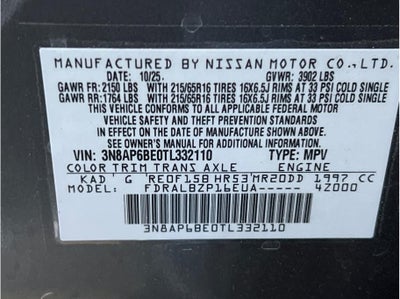 MANUFACTURED BY NISSAN MOTOR CO.,LTD.
DATE: 10/25 GVWR: 3902 LBS
GAWR FR: 2150 LBS WITH 215/65R16 TIRES 16X6.5J RIMS AT 33 PSI COLD SINGLE
GAWR RR: 1764 LBS WITH 215/65R16 TIRES 16X6.5J RIMS AT 33 PSI COLD SINGLE
THIS VEHICLE CONFORMS TO ALL APPLICABLE FEDERAL MOTOR
VEHICLE SAFETY, BUMPER, AND THEFT PREVENTION STANDARDS
IN EFFECT ON THE DATE OF MANUFACTURE SHOWN ABOVE.
SEE OWNER'S MANUAL FOR ADDITIONAL INFORMATION.
VIN: 3N8AP6BE0TL332110 TYPE: MPV
COLOR TRIM TRANS AXLE ENGINE
KAD G RE0F15B HR53 MR20DD 1997 CC
MODEL: FDRALBZP16EUA----- 4Z000
3N8AP6BE0TL332110